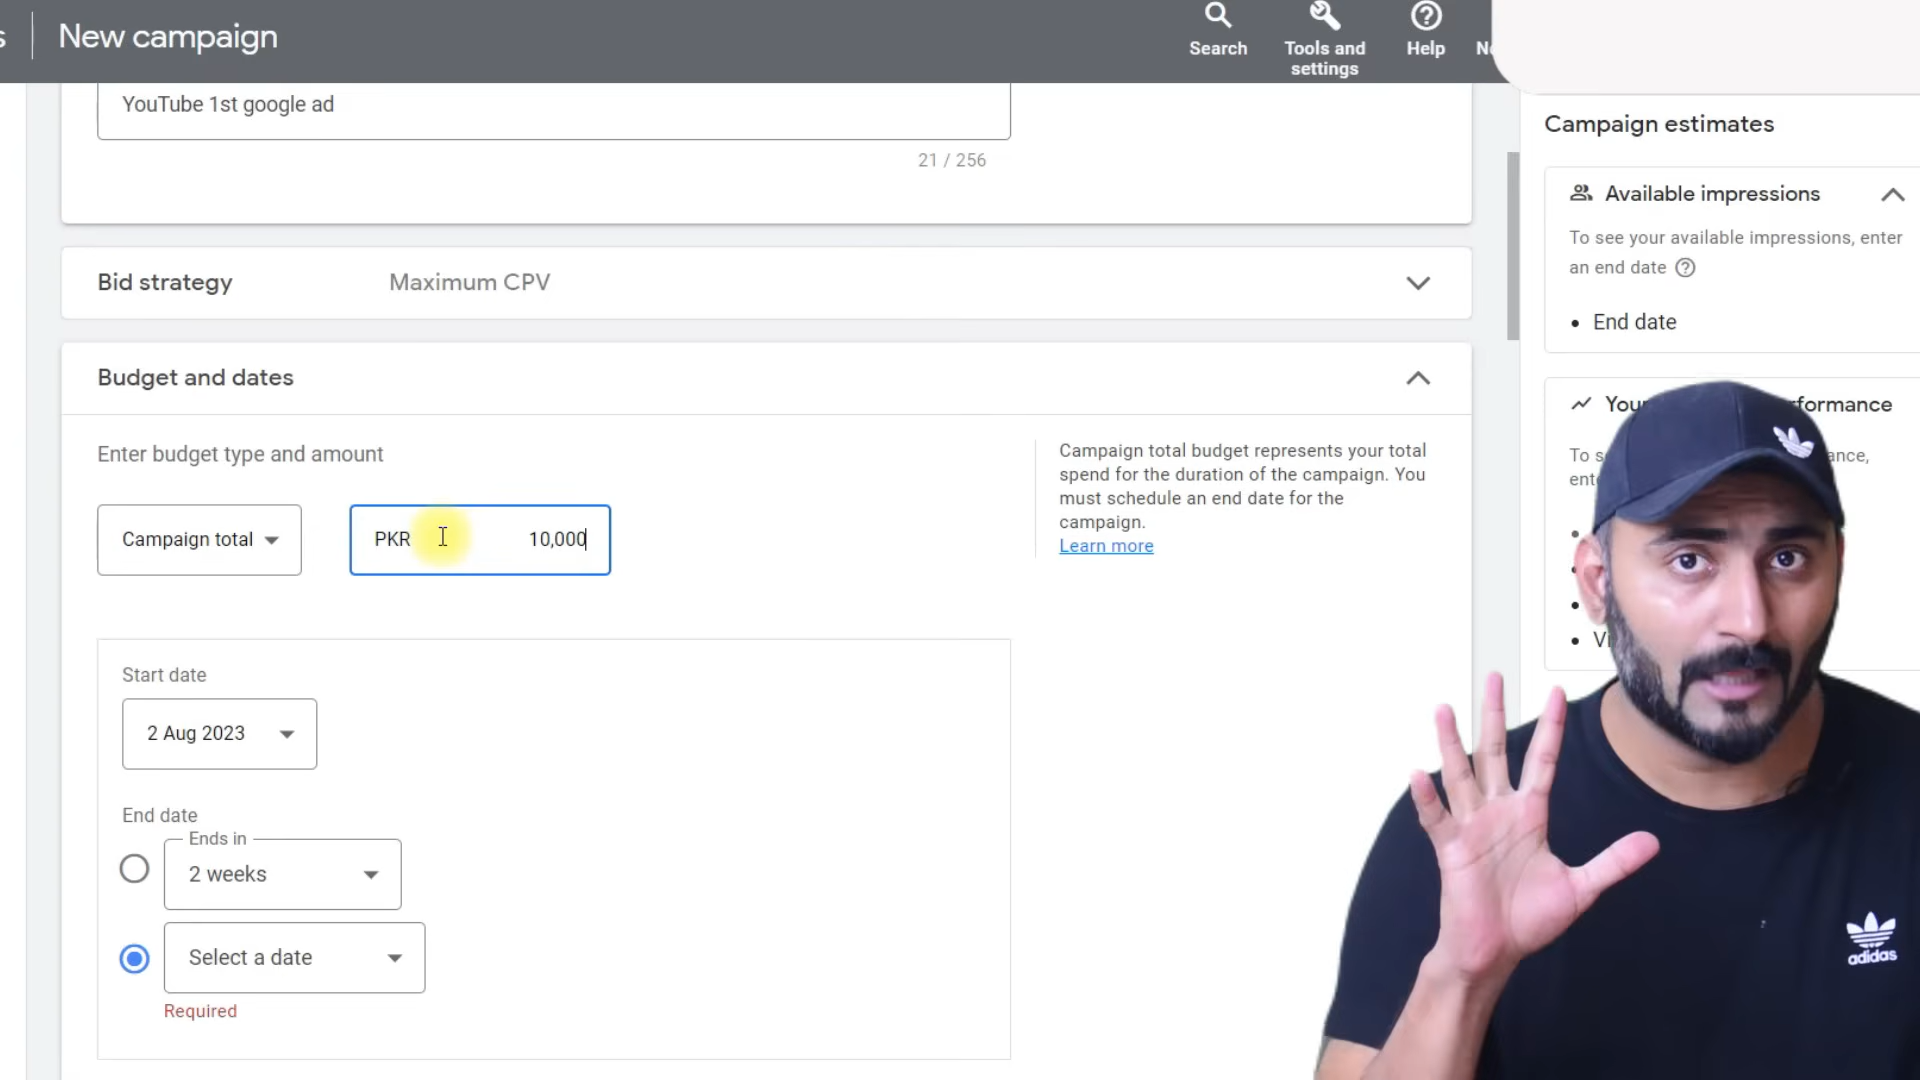 New campaign
Search
Tools and
settings
Help
YouTube 1st google ad
21 / 256
Bid strategy
Maximum CPV
Budget and dates
Enter budget type and amount
Campaign total
PKR
10,000
Campaign total budget represents your total
spend for the duration of the campaign. You
must schedule an end date for the
campaign.
Learn more
Start date
2 Aug 2023
End date
Ends in
2 weeks
Select a date
Required
Campaign estimates
Available impressions
To see your available impressions, enter
an end date
• End date
adidas